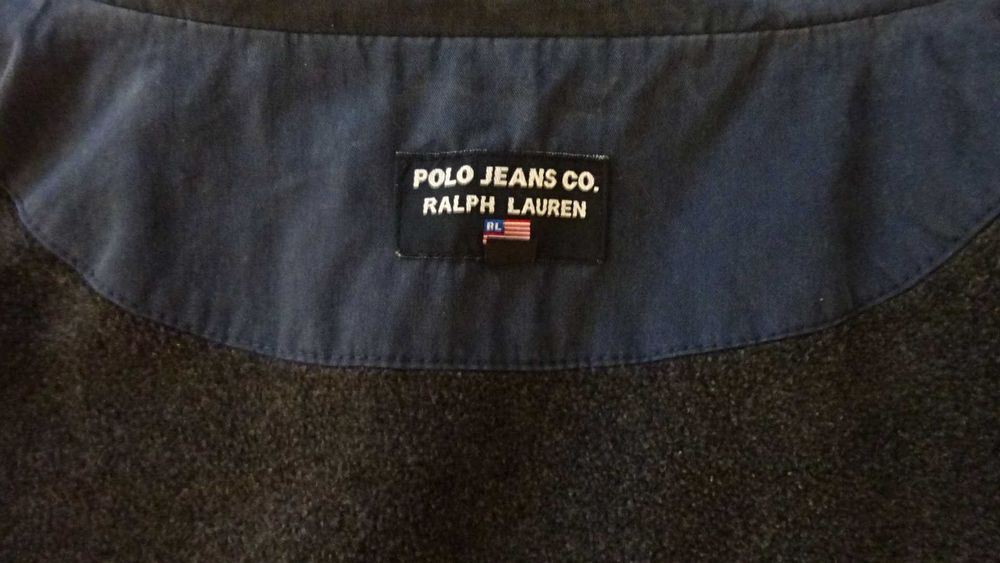 POLO JEANS CO.
RALPH LAUREN
RL